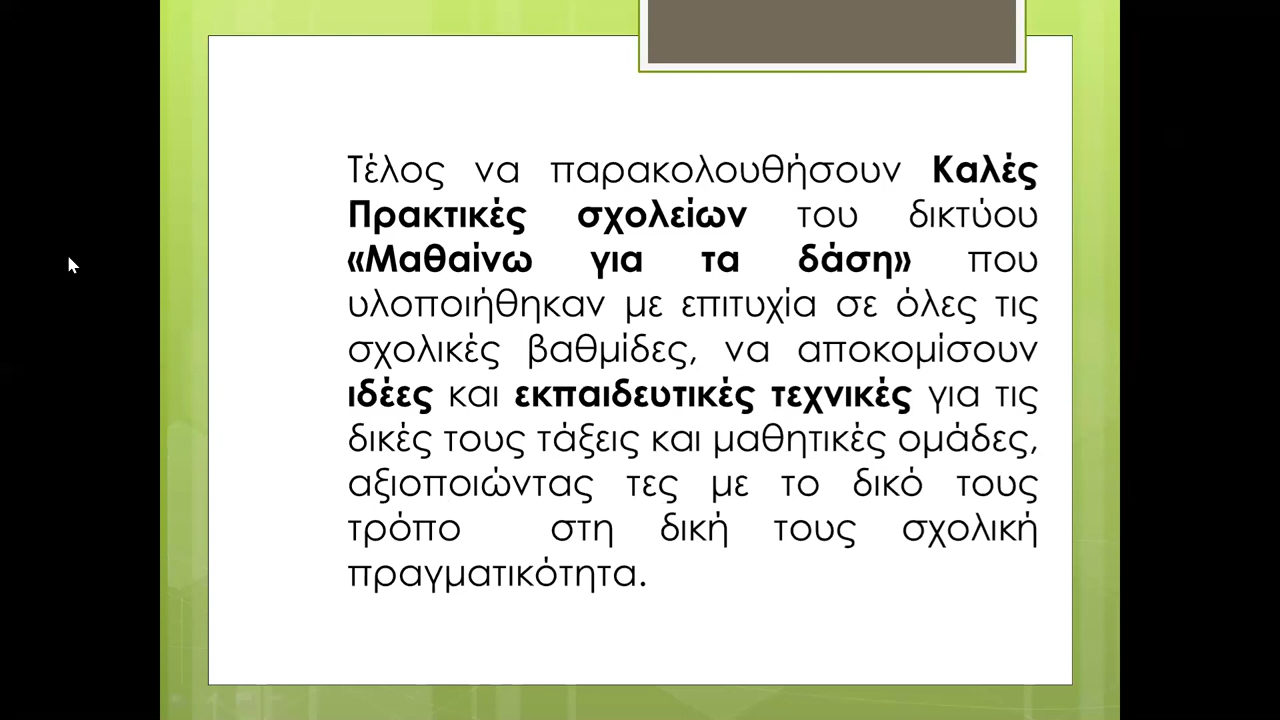 Τέλος να παρακολουθήσουν Καλές
Πρακτικές σχολείων του δικτύου
«Μαθαίνω για τα δάση» που
υλοποιήθηκαν με επιτυχία σε όλες τις
σχολικές βαθμίδες, να αποκομίσουν
ιδέες και εκπαιδευτικές τεχνικές για τις
δικές τους τάξεις και μαθητικές ομάδες,
αξιοποιώντας τες με το δικό τους
τρόπο στη δική τους σχολική
πραγματικότητα.